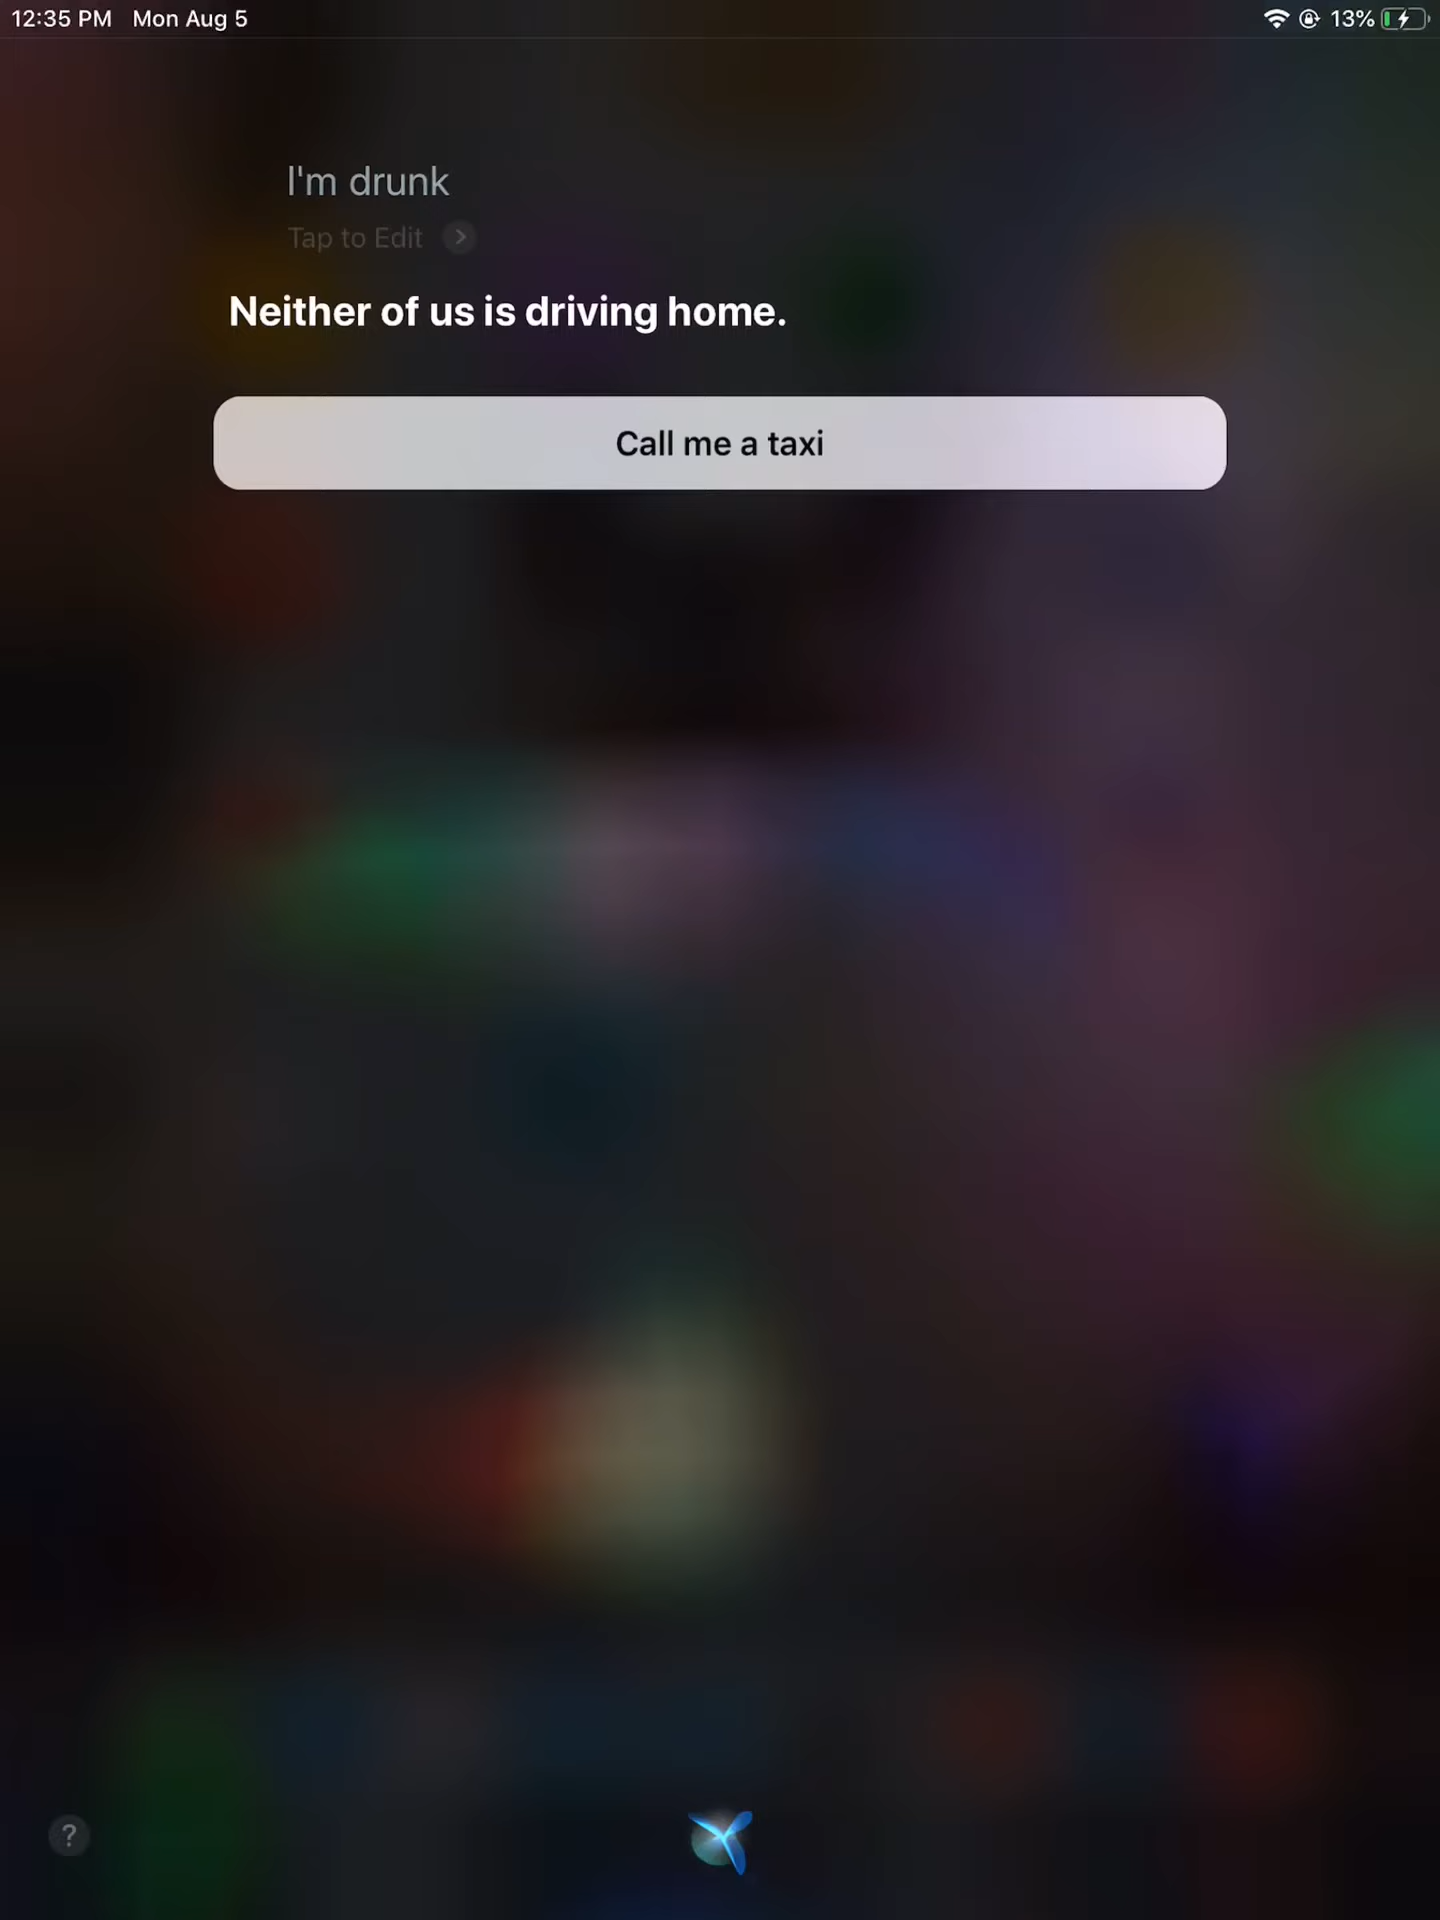 12:35 PM Mon Aug 5 13%
I'm drunk
Tap to Edit
Neither of us is driving home.
Call me a taxi
?